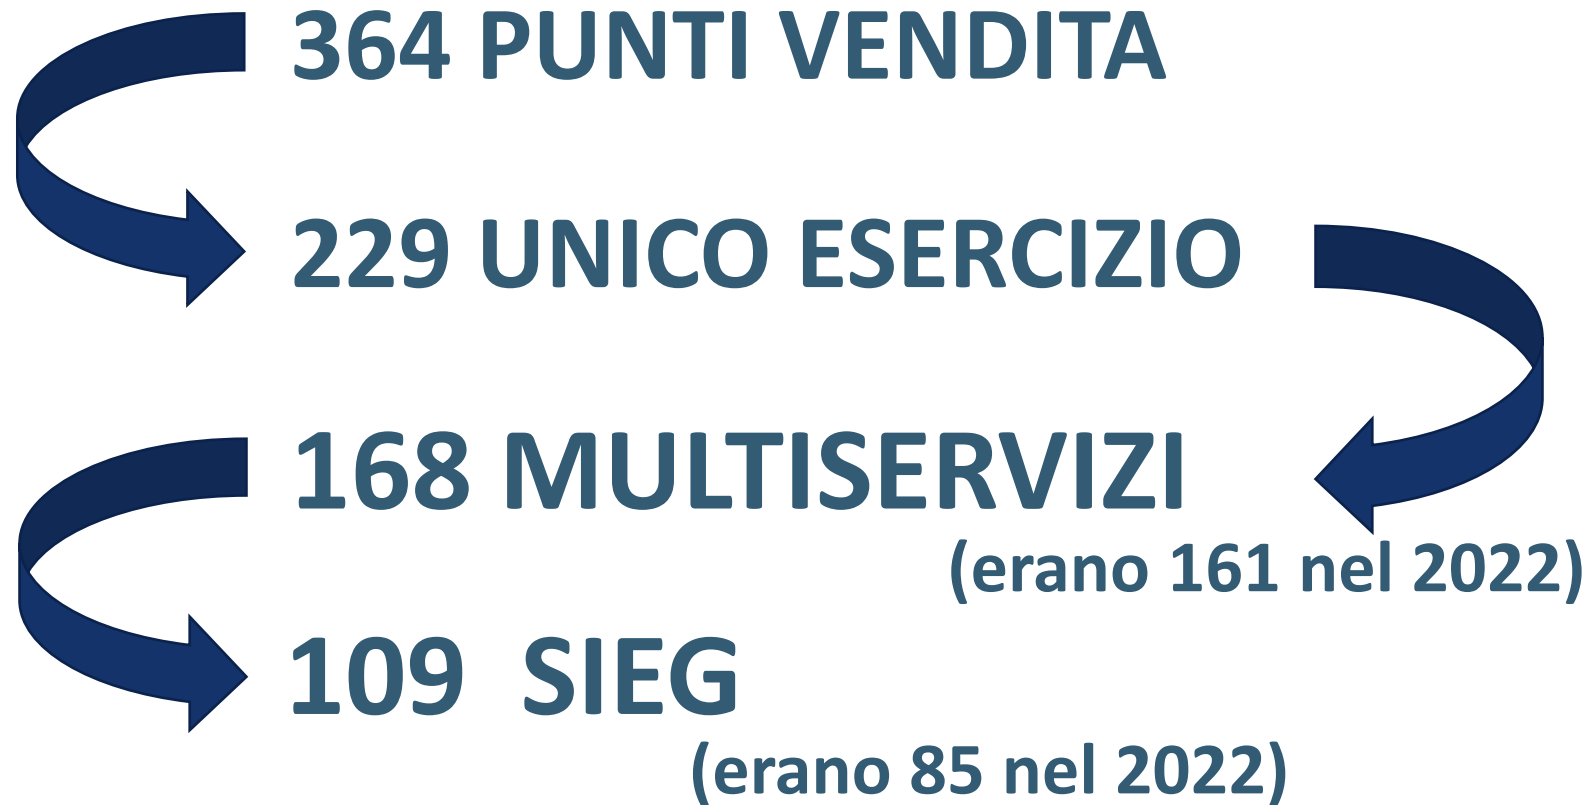 364 PUNTI VENDITA
229 UNICO ESERCIZIO
168 MULTISERVIZI
(erano 161 nel 2022)
109 SIEG
(erano 85 nel 2022)